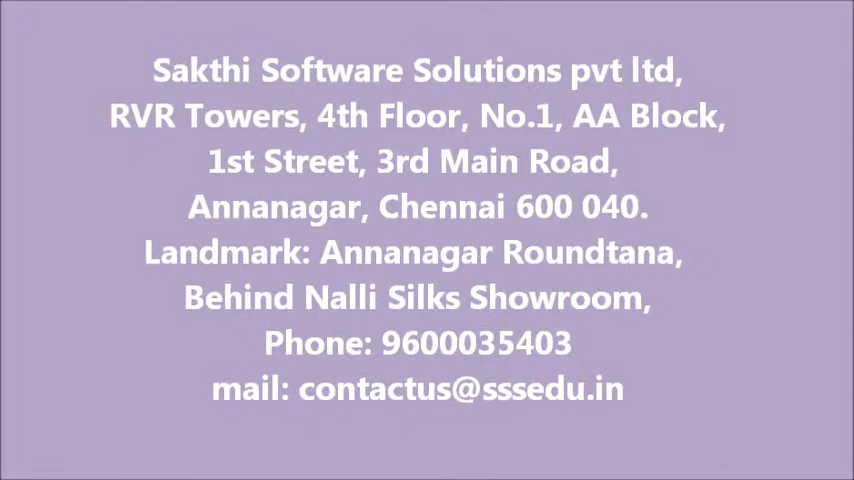 Sakthi Software Solutions pvt ltd,
RVR Towers, 4th Floor, No.1, AA Block,
1st Street, 3rd Main Road,
Annanagar, Chennai 600 040.
Landmark: Annanagar Roundtana,
Behind Nalli Silks Showroom,
Phone: 9600035403
mail: contactus@sssedu.in